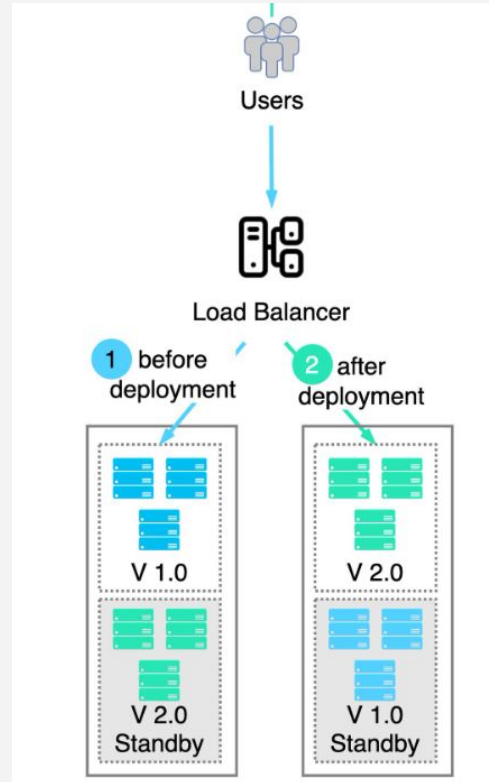 Users
Load Balancer
1 before
deployment
2 after
deployment
V 1.0
V 2.0
Standby
V 2.0
V 1.0
Standby